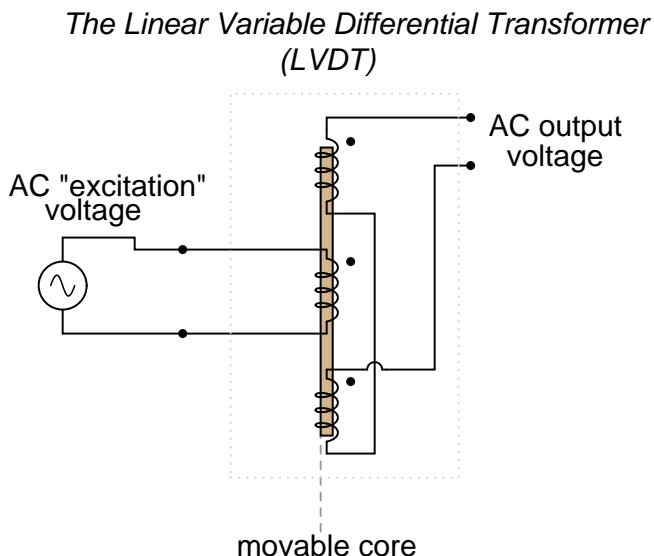 The Linear Variable Differential Transformer
(LVDT)
AC output
voltage
AC "excitation"
voltage
movable core